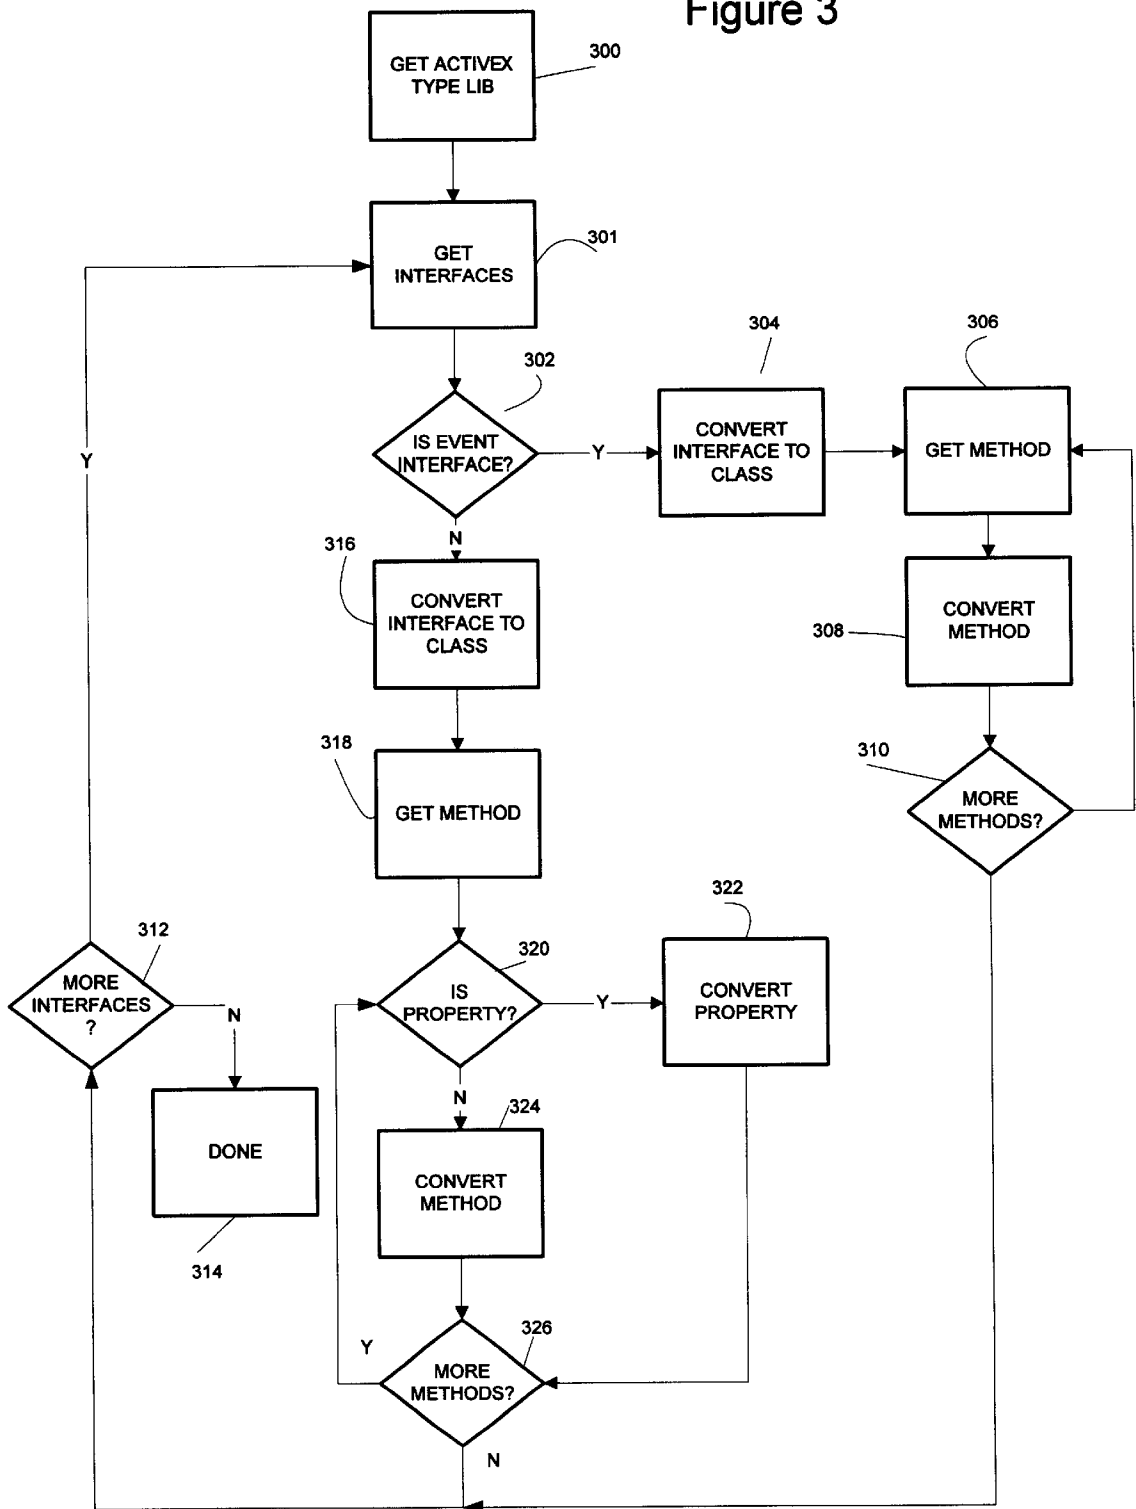 Figure 3
GET ACTIVEX
TYPE LIB
300
GET
INTERFACES
301
302
IS EVENT
INTERFACE?
Y
304
CONVERT
INTERFACE TO
CLASS
306
GET METHOD
Y
N
316
CONVERT
INTERFACE TO
CLASS
308
CONVERT
METHOD
318
GET METHOD
310
MORE
METHODS?
312
MORE
INTERFACES
?
N
320
IS
PROPERTY?
Y
322
CONVERT
PROPERTY
N
324
DONE
314
CONVERT
METHOD
326
Y
MORE
METHODS?
N